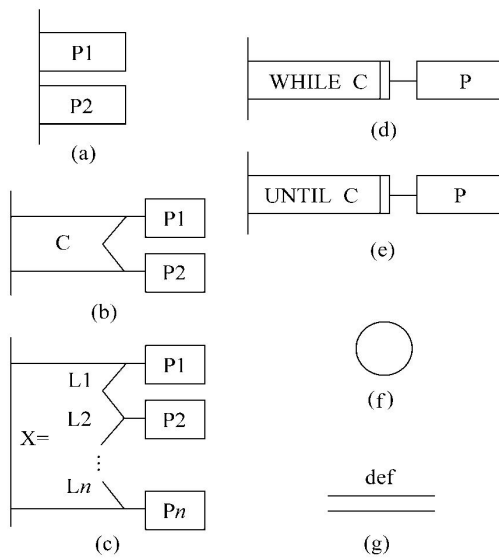 P1
P2
(a)
C
P1
P2
(b)
X=
L1
L2
⋮
Ln
P1
P2
Pn
(c)
WHILE C
P
(d)
UNTIL C
P
(e)
(f)
def
(g)